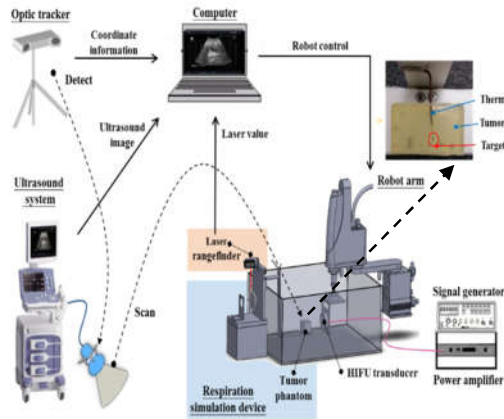 Optic tracker
Coordinate
information
Computer
Robot control
Detect
Therm
Tumor
Target
Ultrasound
image
Laser value
Ultrasound
system
Robot arm
Laser
rangefinder
Scan
Signal generator
HIFU transducer
Power amplifier
Tumor
phantom
Respiration
simulation device